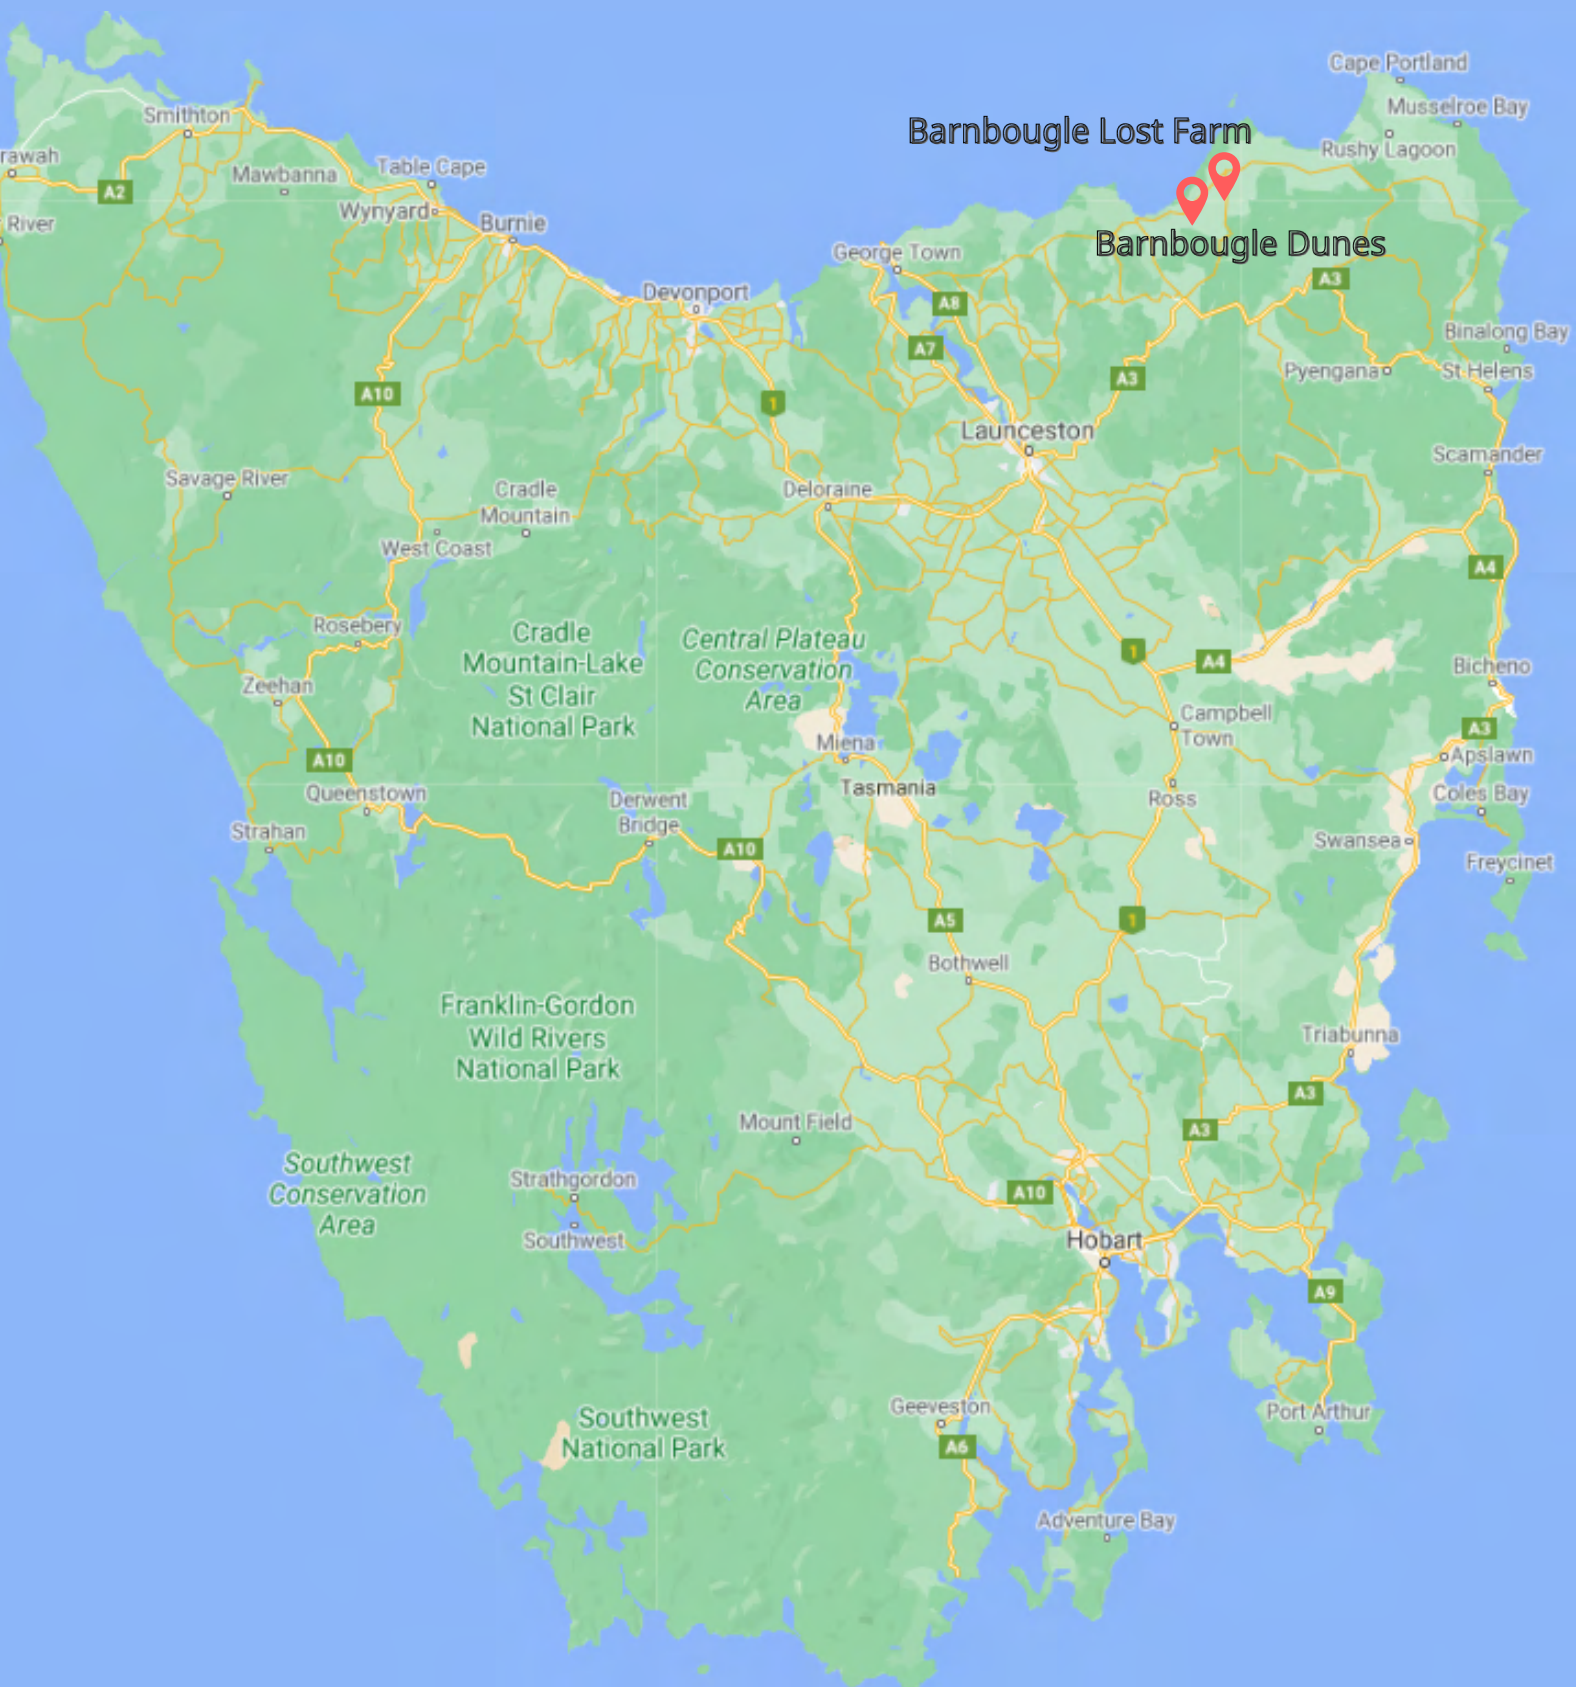 Cape Portland
Musselroe Bay
Smithton
Barnbougle Lost Farm
Rushy Lagoon
rawah
Table Cape
Mawbanna
A2
Wynyard
River
Burnie
Barnbougle Dunes
George Town
A3
Devonport
A8
Binalong Bay
A7
Pyengana
St Helens
A3
A10
1
Launceston
Scamander
Savage River
Cradle
Mountain
Deloraine
West Coast
A4
Rosebery
Cradle
Mountain-Lake
St Clair
National Park
Central Plateau
Conservation
Area
1
A4
Bicheno
Zeehan
Campbell
Town
A3
Miena
Apslawn
A10
Tasmania
Queenstown
Derwent
Bridge
Ross
Coles Bay
Strahan
Swansea
A10
Freycinet
A5
1
Bothwell
Franklin-Gordon
Wild Rivers
National Park
Triabunna
A3
Mount Field
A3
Southwest
Conservation
Area
Strathgordon
A10
Southwest
Hobart
A9
Geeveston
Port Arthur
Southwest
National Park
A6
Adventure Bay